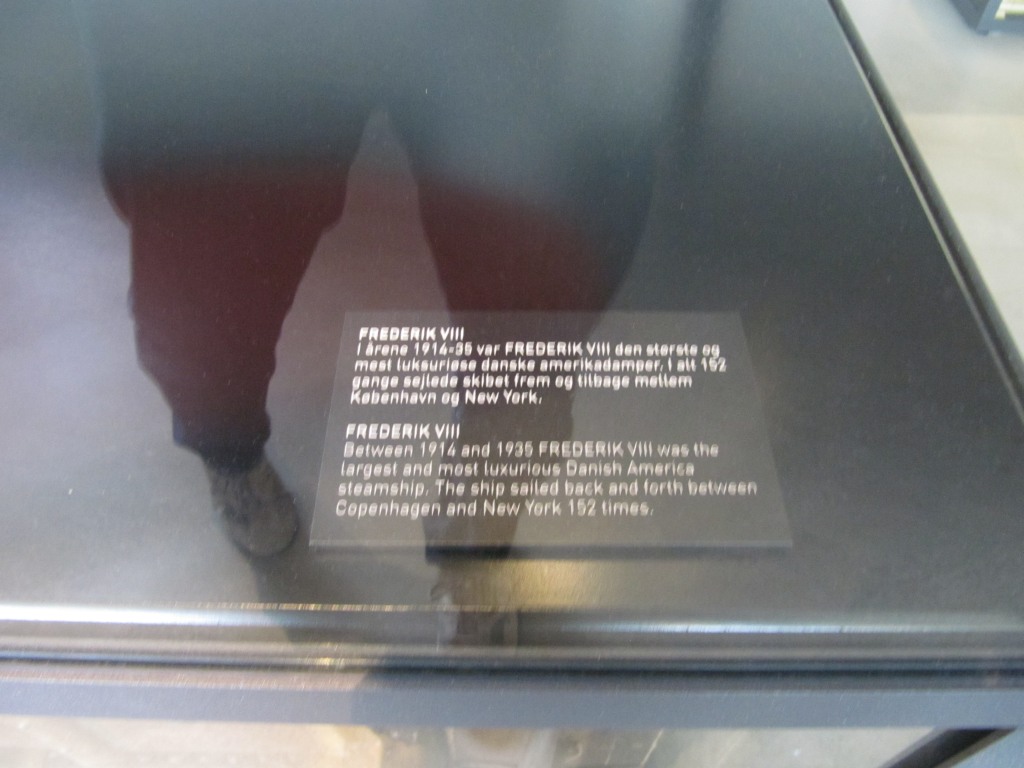 FREDERIK VIII
I årene 1914-35 var FREDERIK VIII den største og
mest luksuriøse danske amerikadamper. I alt 152
gange sejlede skibet frem og tilbage mellem
København og New York.
FREDERIK VIII
Between 1914 and 1935 FREDERIK VIII was the
largest and most luxurious Danish America
steamship. The ship sailed back and forth between
Copenhagen and New York 152 times.